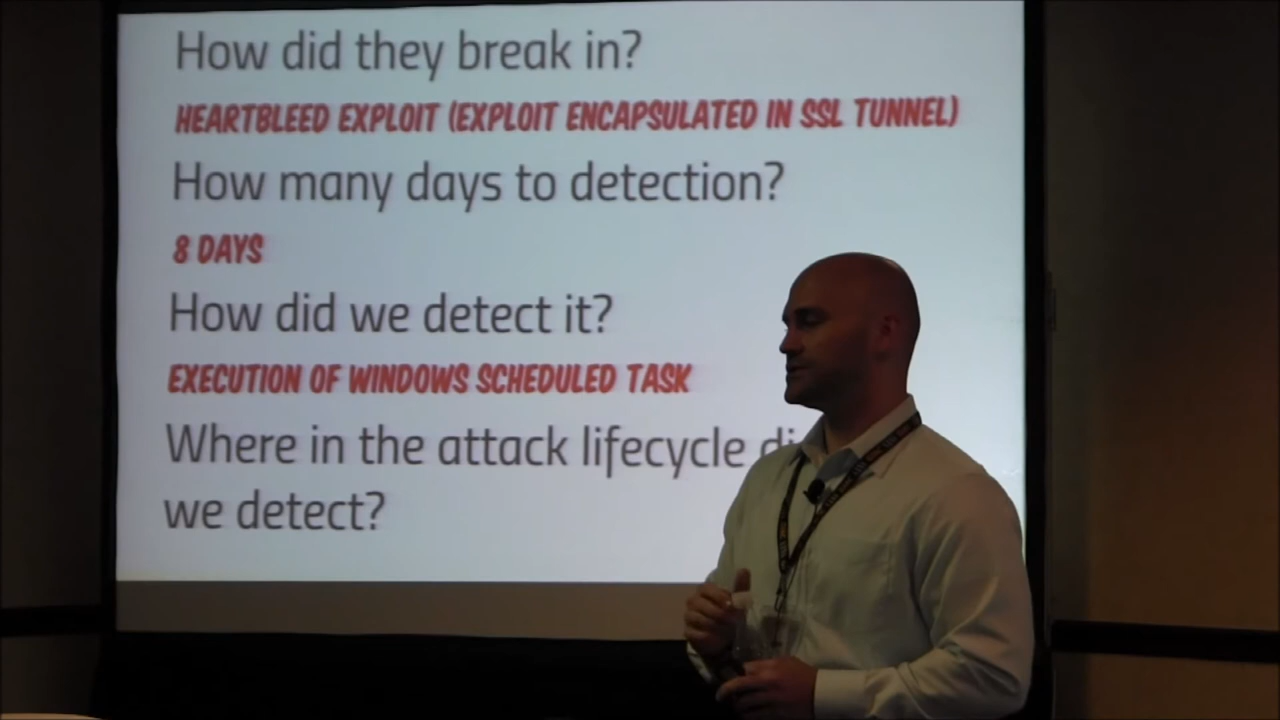 How did they break in?
HEARTBLEED EXPLOIT (EXPLOIT ENCAPSULATED IN SSL TUNNEL)
How many days to detection?
8 DAYS
How did we detect it?
EXECUTION OF WINDOWS SCHEDULED TASK
Where in the attack lifecycle
we detect?